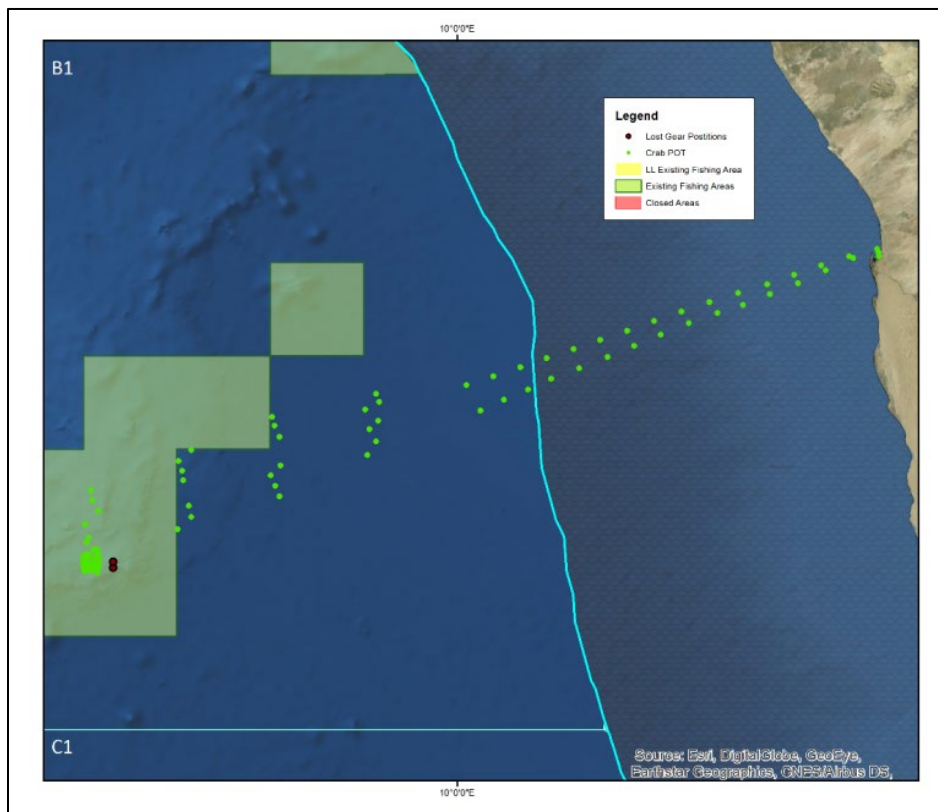 10°0'0"E
B1
Legend
Lost Gear Postitions
Crab POT
LL Existing Fishing Area
Existing Fishing Areas
Closed Areas
C1
Source: Esri, DigitalGlobe, GeoEye,
Earthstar Geographics, CNES/Airbus DS,
10°0'0"E